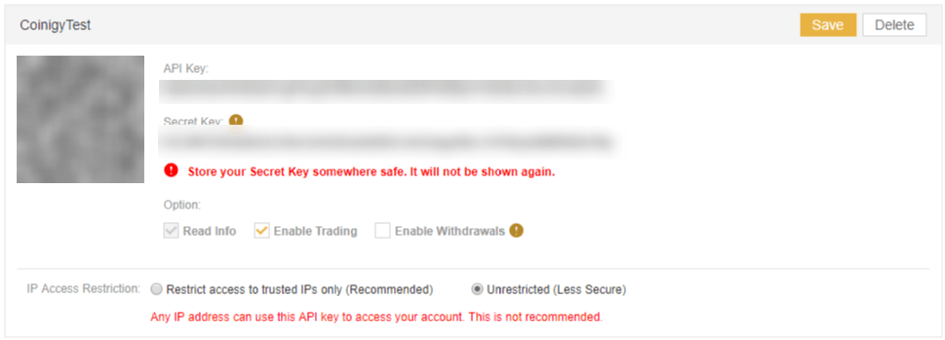 CoinigyTest
Save
Delete
API Key:
Secret Key:
Store your Secret Key somewhere safe. It will not be shown again.
Option:
Read Info Enable Trading Enable Withdrawals
IP Access Restriction: Restrict access to trusted IPs only (Recommended) Unrestricted (Less Secure)
Any IP address can use this API key to access your account. This is not recommended.